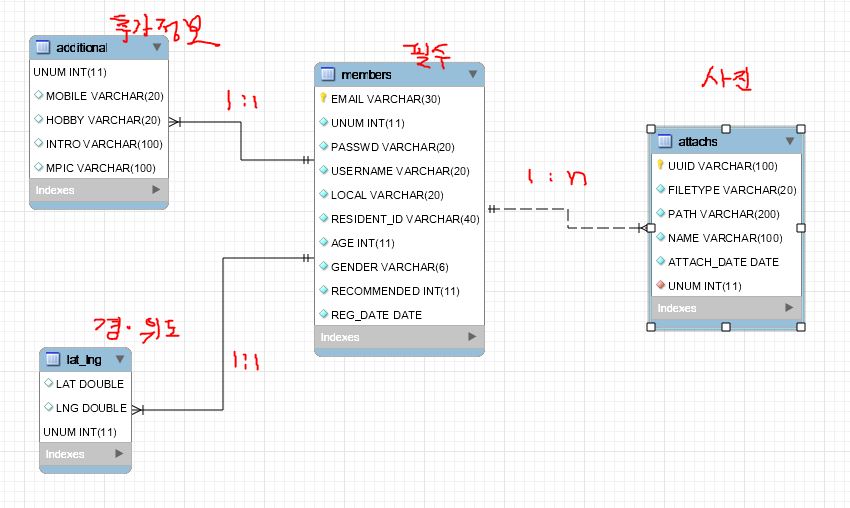 추가정보
additional
UNUM INT(11)
MOBILE VARCHAR(20)
HOBBY VARCHAR(20)
INTRO VARCHAR(100)
MPIC VARCHAR(100)
Indexes
1:1
필수
members
EMAIL VARCHAR(30)
UNUM INT(11)
PASSWD VARCHAR(20)
USERNAME VARCHAR(20)
LOCAL VARCHAR(20)
RESIDENT_ID VARCHAR(40)
AGE INT(11)
GENDER VARCHAR(6)
RECOMMENDED INT(11)
REG_DATE DATE
Indexes
1:n
사진
attachs
UUID VARCHAR(100)
FILETYPE VARCHAR(20)
PATH VARCHAR(200)
NAME VARCHAR(100)
ATTACH_DATE DATE
UNUM INT(11)
Indexes
경·위도
lat_lng
LAT DOUBLE
LNG DOUBLE
UNUM INT(11)
Indexes
1:1